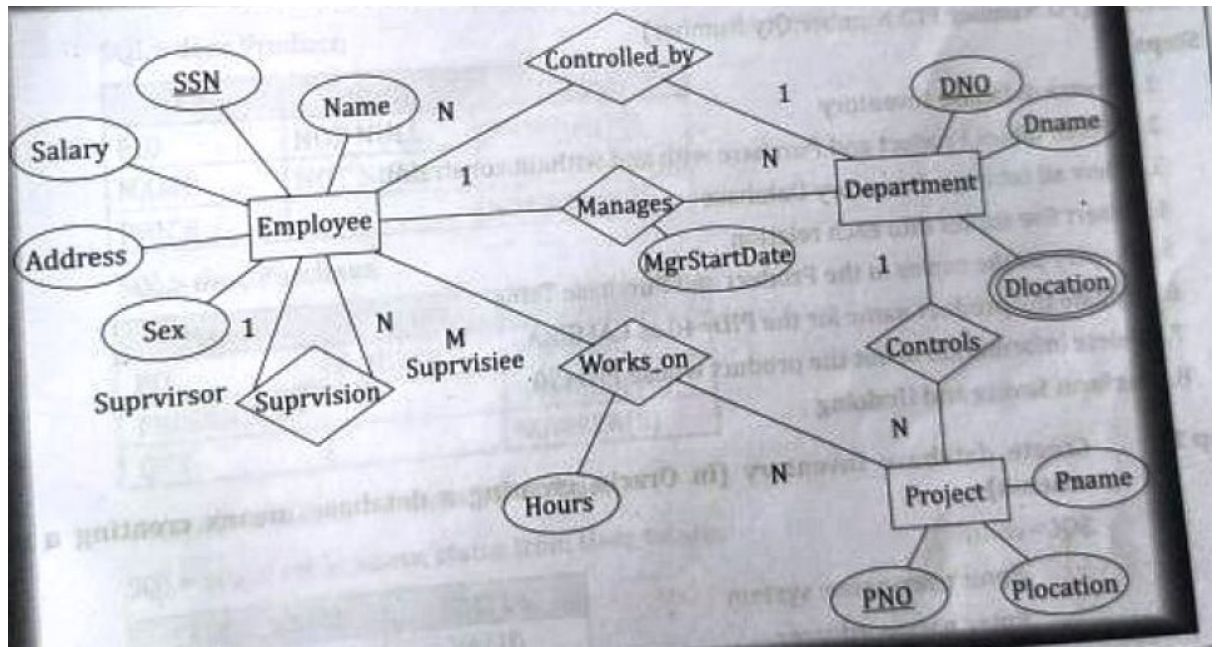 Controlled_by
SSN
Name
N
1
DNO
Dname
Salary
1
N
Employee
Manages
Department
Address
MgrStartDate
1
Dlocation
Sex
1
N
M
Suprvisiee
Works_on
Controls
Suprvirsor
Suprvision
N
N
Hours
Project
Pname
PNO
Plocation